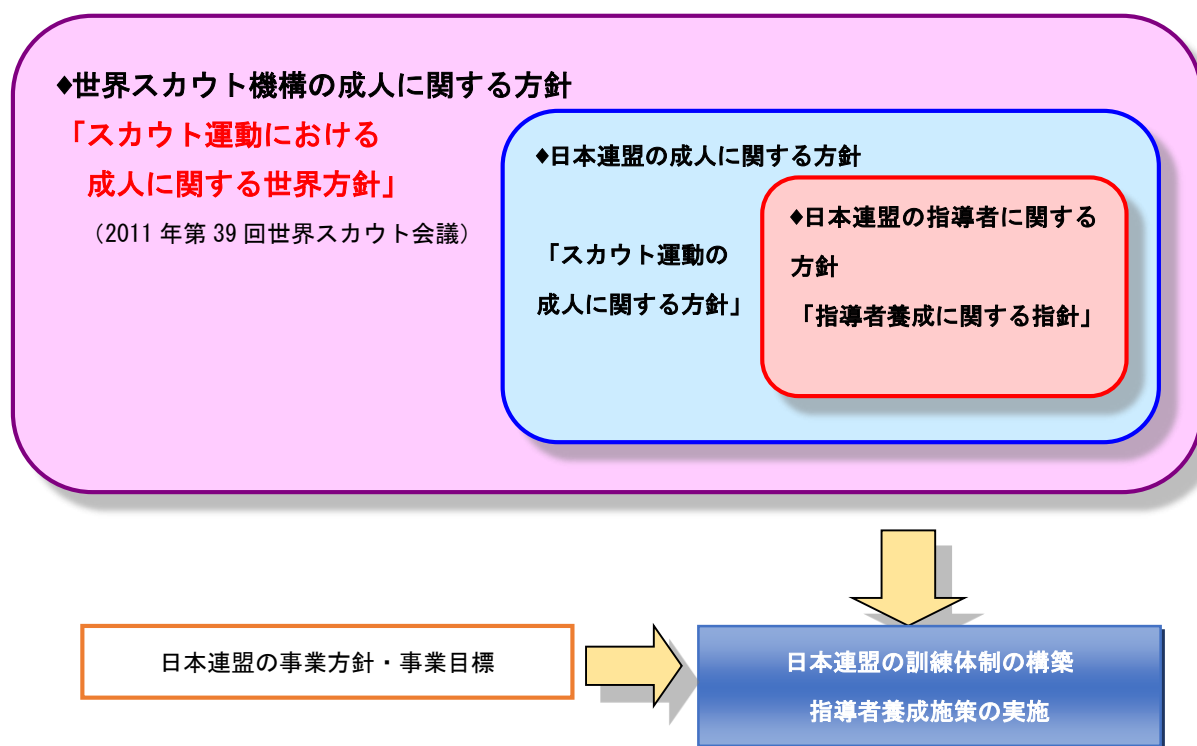 ♦世界スカウト機構の成人に関する方針
「スカウト運動における
成人に関する世界方針」
（2011 年第 39 回世界スカウト会議）
♦日本連盟の成人に関する方針
「スカウト運動の
成人に関する方針」
♦日本連盟の指導者に関する
方針
「指導者養成に関する指針」
日本連盟の事業方針・事業目標
日本連盟の訓練体制の構築
指導者養成施策の実施